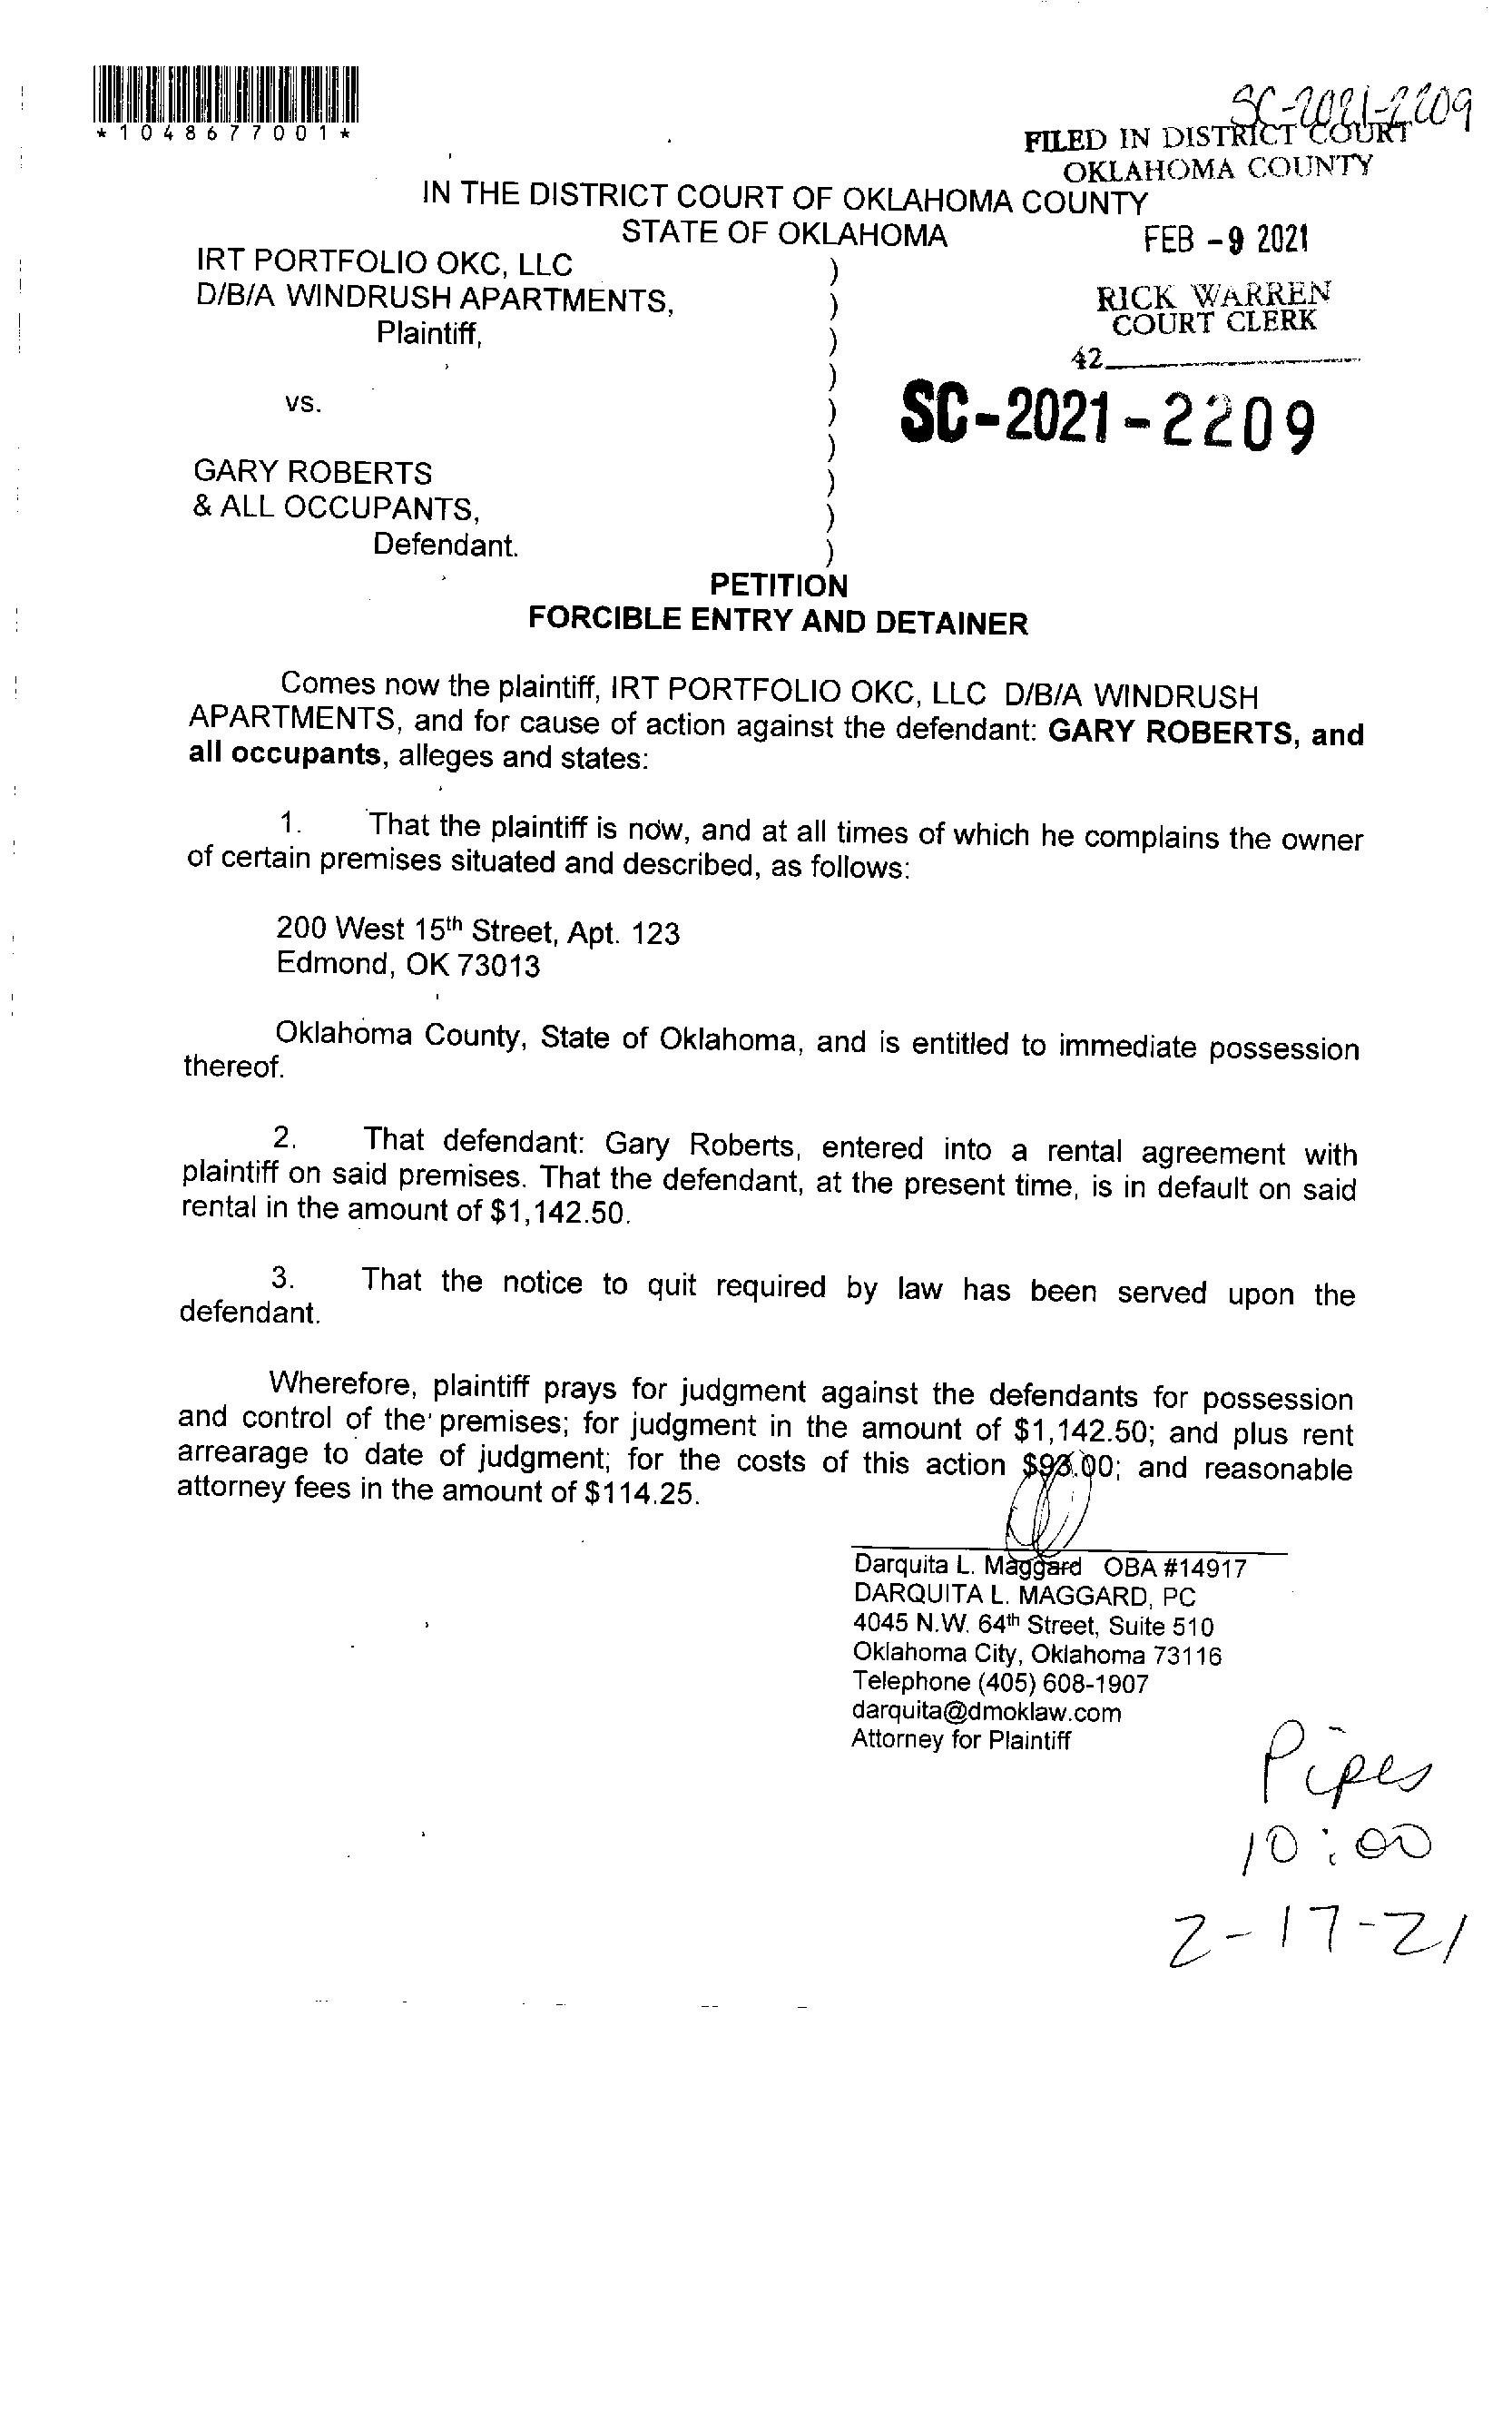 *1048677001*
SC-2021-2209
FILED IN DISTRICT COURT
OKLAHOMA COUNTY
IN THE DISTRICT COURT OF OKLAHOMA COUNTY
STATE OF OKLAHOMA
FEB -9 2021
IRT PORTFOLIO OKC, LLC )
D/B/A WINDRUSH APARTMENTS, )
RICK WARREN
COURT CLERK
Plaintiff, )
42
)
vs. )
SC-2021-2209
)
GARY ROBERTS )
& ALL OCCUPANTS, )
Defendant. )
PETITION
FORCIBLE ENTRY AND DETAINER
Comes now the plaintiff, IRT PORTFOLIO OKC, LLC D/B/A WINDRUSH
APARTMENTS, and for cause of action against the defendant: GARY ROBERTS, and
all occupants, alleges and states:
1. That the plaintiff is now, and at all times of which he complains the owner
of certain premises situated and described, as follows:
200 West 15th Street, Apt. 123
Edmond, OK 73013
Oklahoma County, State of Oklahoma, and is entitled to immediate possession
thereof.
2. That defendant: Gary Roberts, entered into a rental agreement with
plaintiff on said premises. That the defendant, at the present time, is in default on said
rental in the amount of $1,142.50.
3. That the notice to quit required by law has been served upon the
defendant.
Wherefore, plaintiff prays for judgment against the defendants for possession
and control of the premises; for judgment in the amount of $1,142.50; and plus rent
arrearage to date of judgment; for the costs of this action ; and reasonable
attorney fees in the amount of $114.25.
Darquita L. Maggard OBA #14917
DARQUITA L. MAGGARD, PC
4045 N.W. 64th Street, Suite 510
Oklahoma City, Oklahoma 73116
Telephone (405) 608-1907
darquita@dmoklaw.com
Attorney for Plaintiff
Pipes
10:00
2-17-21